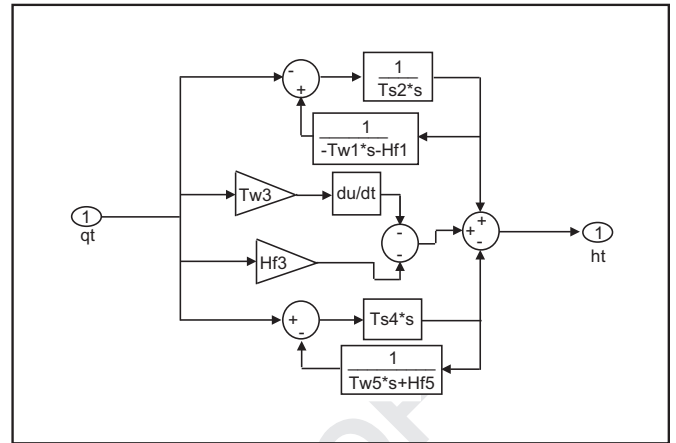 -
+
1
Ts2*s
1
-Tw1*s-Hf1
Tw3
du/dt
-
-
Hf3
+
+
-
1
qt
1
ht
+
-
Ts4*s
1
Tw5*s+Hf5